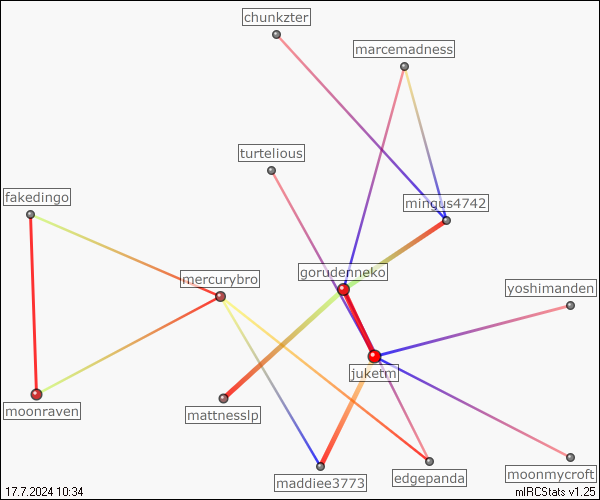 chunkzter
marcemadness
turtelious
fakedingo
mingus4742
gorudenneko
mercurybro
yoshimanden
juketm
moonraven
mattnesslp
maddiee3773
edgepanda
moonmycroft
17.7.2024 10:34
mIRCStats v1.25